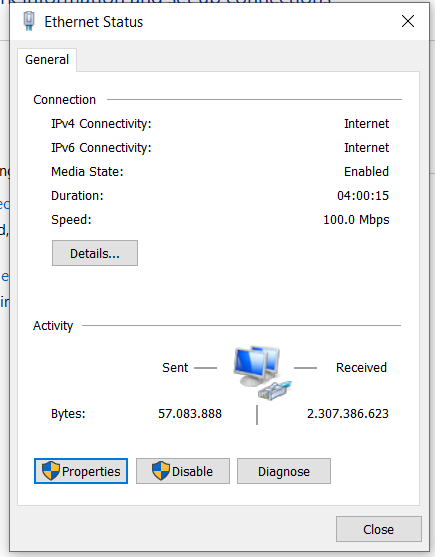 Ethernet Status
General
Connection
IPv4 Connectivity: Internet
IPv6 Connectivity: Internet
Media State: Enabled
Duration: 04:00:15
Speed: 100.0 Mbps
Details...
Activity
Sent Received
Bytes: 57.083.888 2.307.386.623
Properties Disable Diagnose
Close